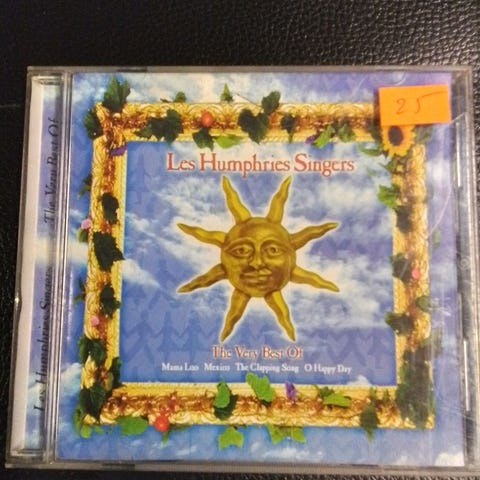 25
Les Humphries Singers
The Very Best Of
Mama Loo Mexico The Clapping Song O Happy Day
Les Humphries Singers The Very Best Of